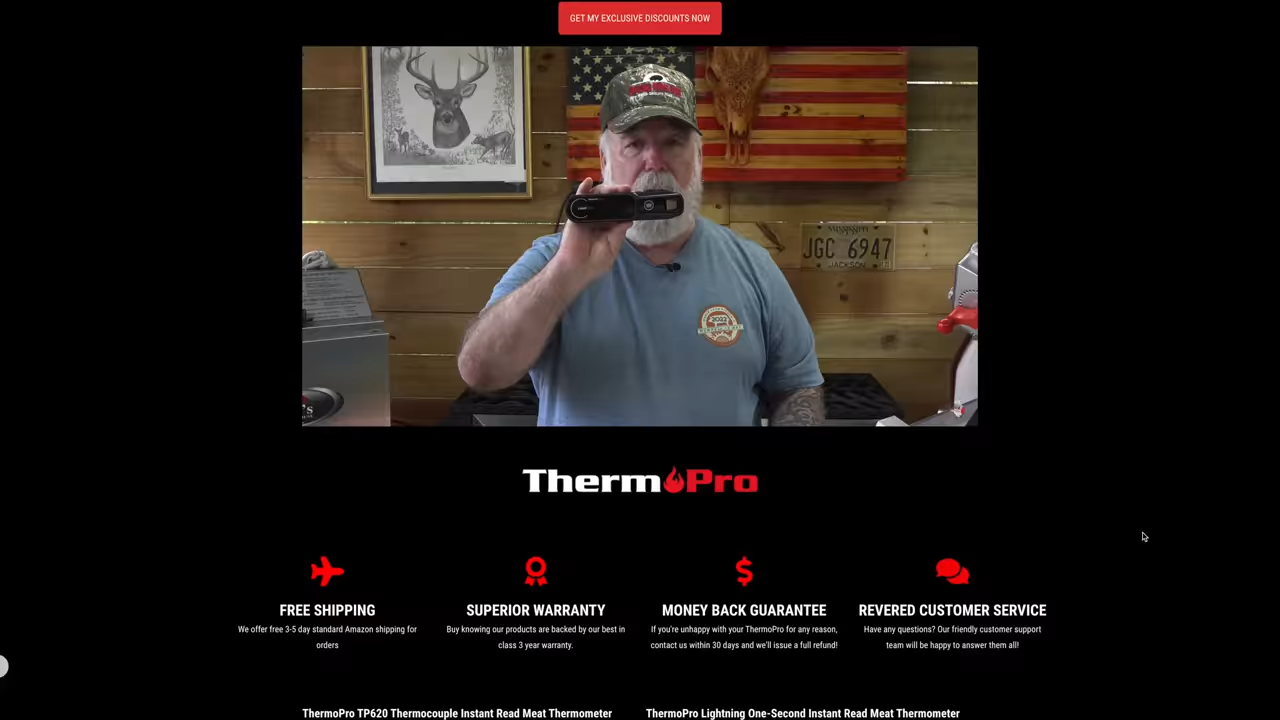 GET MY EXCLUSIVE DISCOUNTS NOW
Mississippi
JGC 6947
JACKSON
2022
ThermoPro
FREE SHIPPING
We offer free 3-5 day standard Amazon shipping for
orders
SUPERIOR WARRANTY
Buy knowing our products are backed by our best in
class 3 year warranty.
MONEY BACK GUARANTEE
If you're unhappy with your ThermoPro for any reason,
contact us within 30 days and we'll issue a full refund!
REVERED CUSTOMER SERVICE
Have any questions? Our friendly customer support
team will be happy to answer them all!
ThermoPro TP620 Thermocouple Instant Read Meat Thermometer
ThermoPro Lightning One-Second Instant Read Meat Thermometer